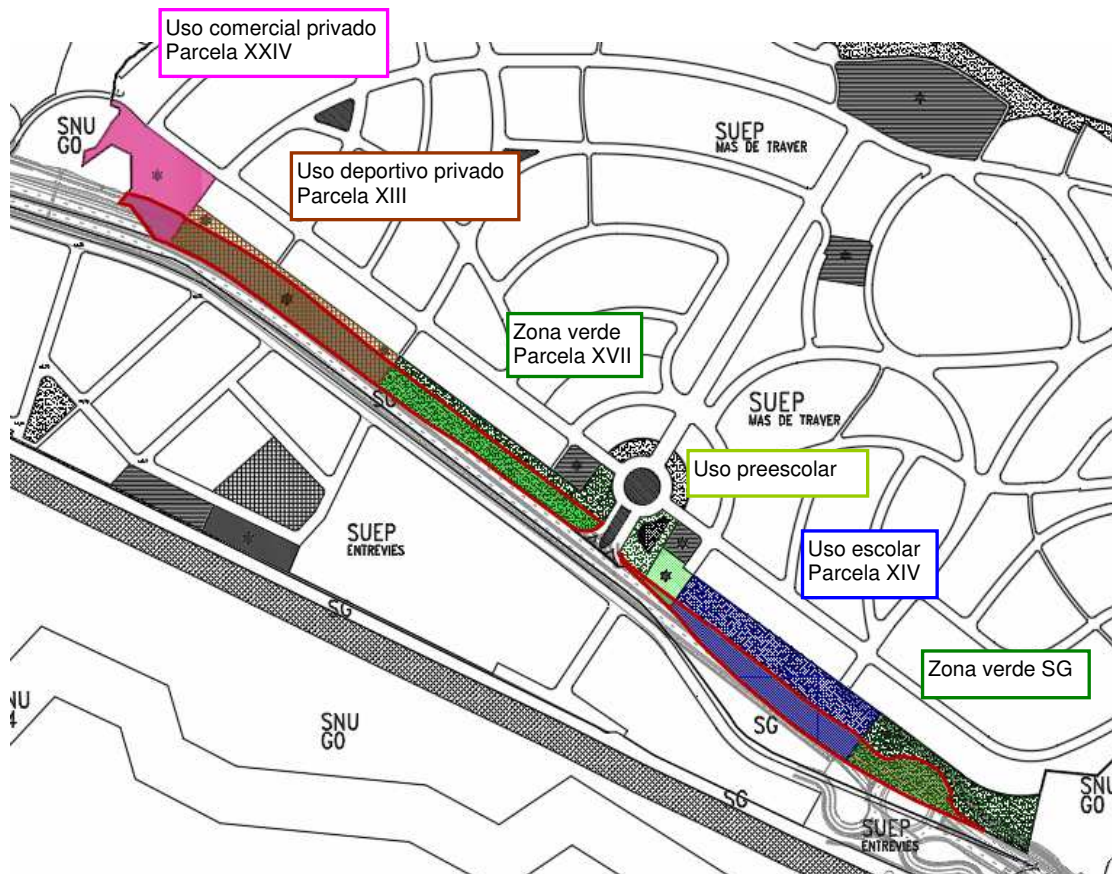 Uso comercial privado
Parcela XXIV
SNU
GO
SUEP
MAS DE TRAVER
Uso deportivo privado
Parcela XIII
Zona verde
Parcela XVII
SUEP
MAS DE TRAVER
Uso preescolar
SUEP
ENTREVIES
Uso escolar
Parcela XIV
SG
Zona verde SG
SNU
GO
SG
SNU
GO
SG
SUEP
ENTREVIES